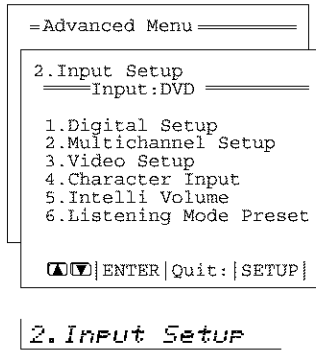 Advanced Menu
2.Input Setup
Input:DVD
1.Digital Setup
2.Multichannel Setup
3.Video Setup
4.Character Input
5.Intelli Volume
6.Listening Mode Preset
▲▼|ENTER|Quit:|SETUP|
2.Input Setup